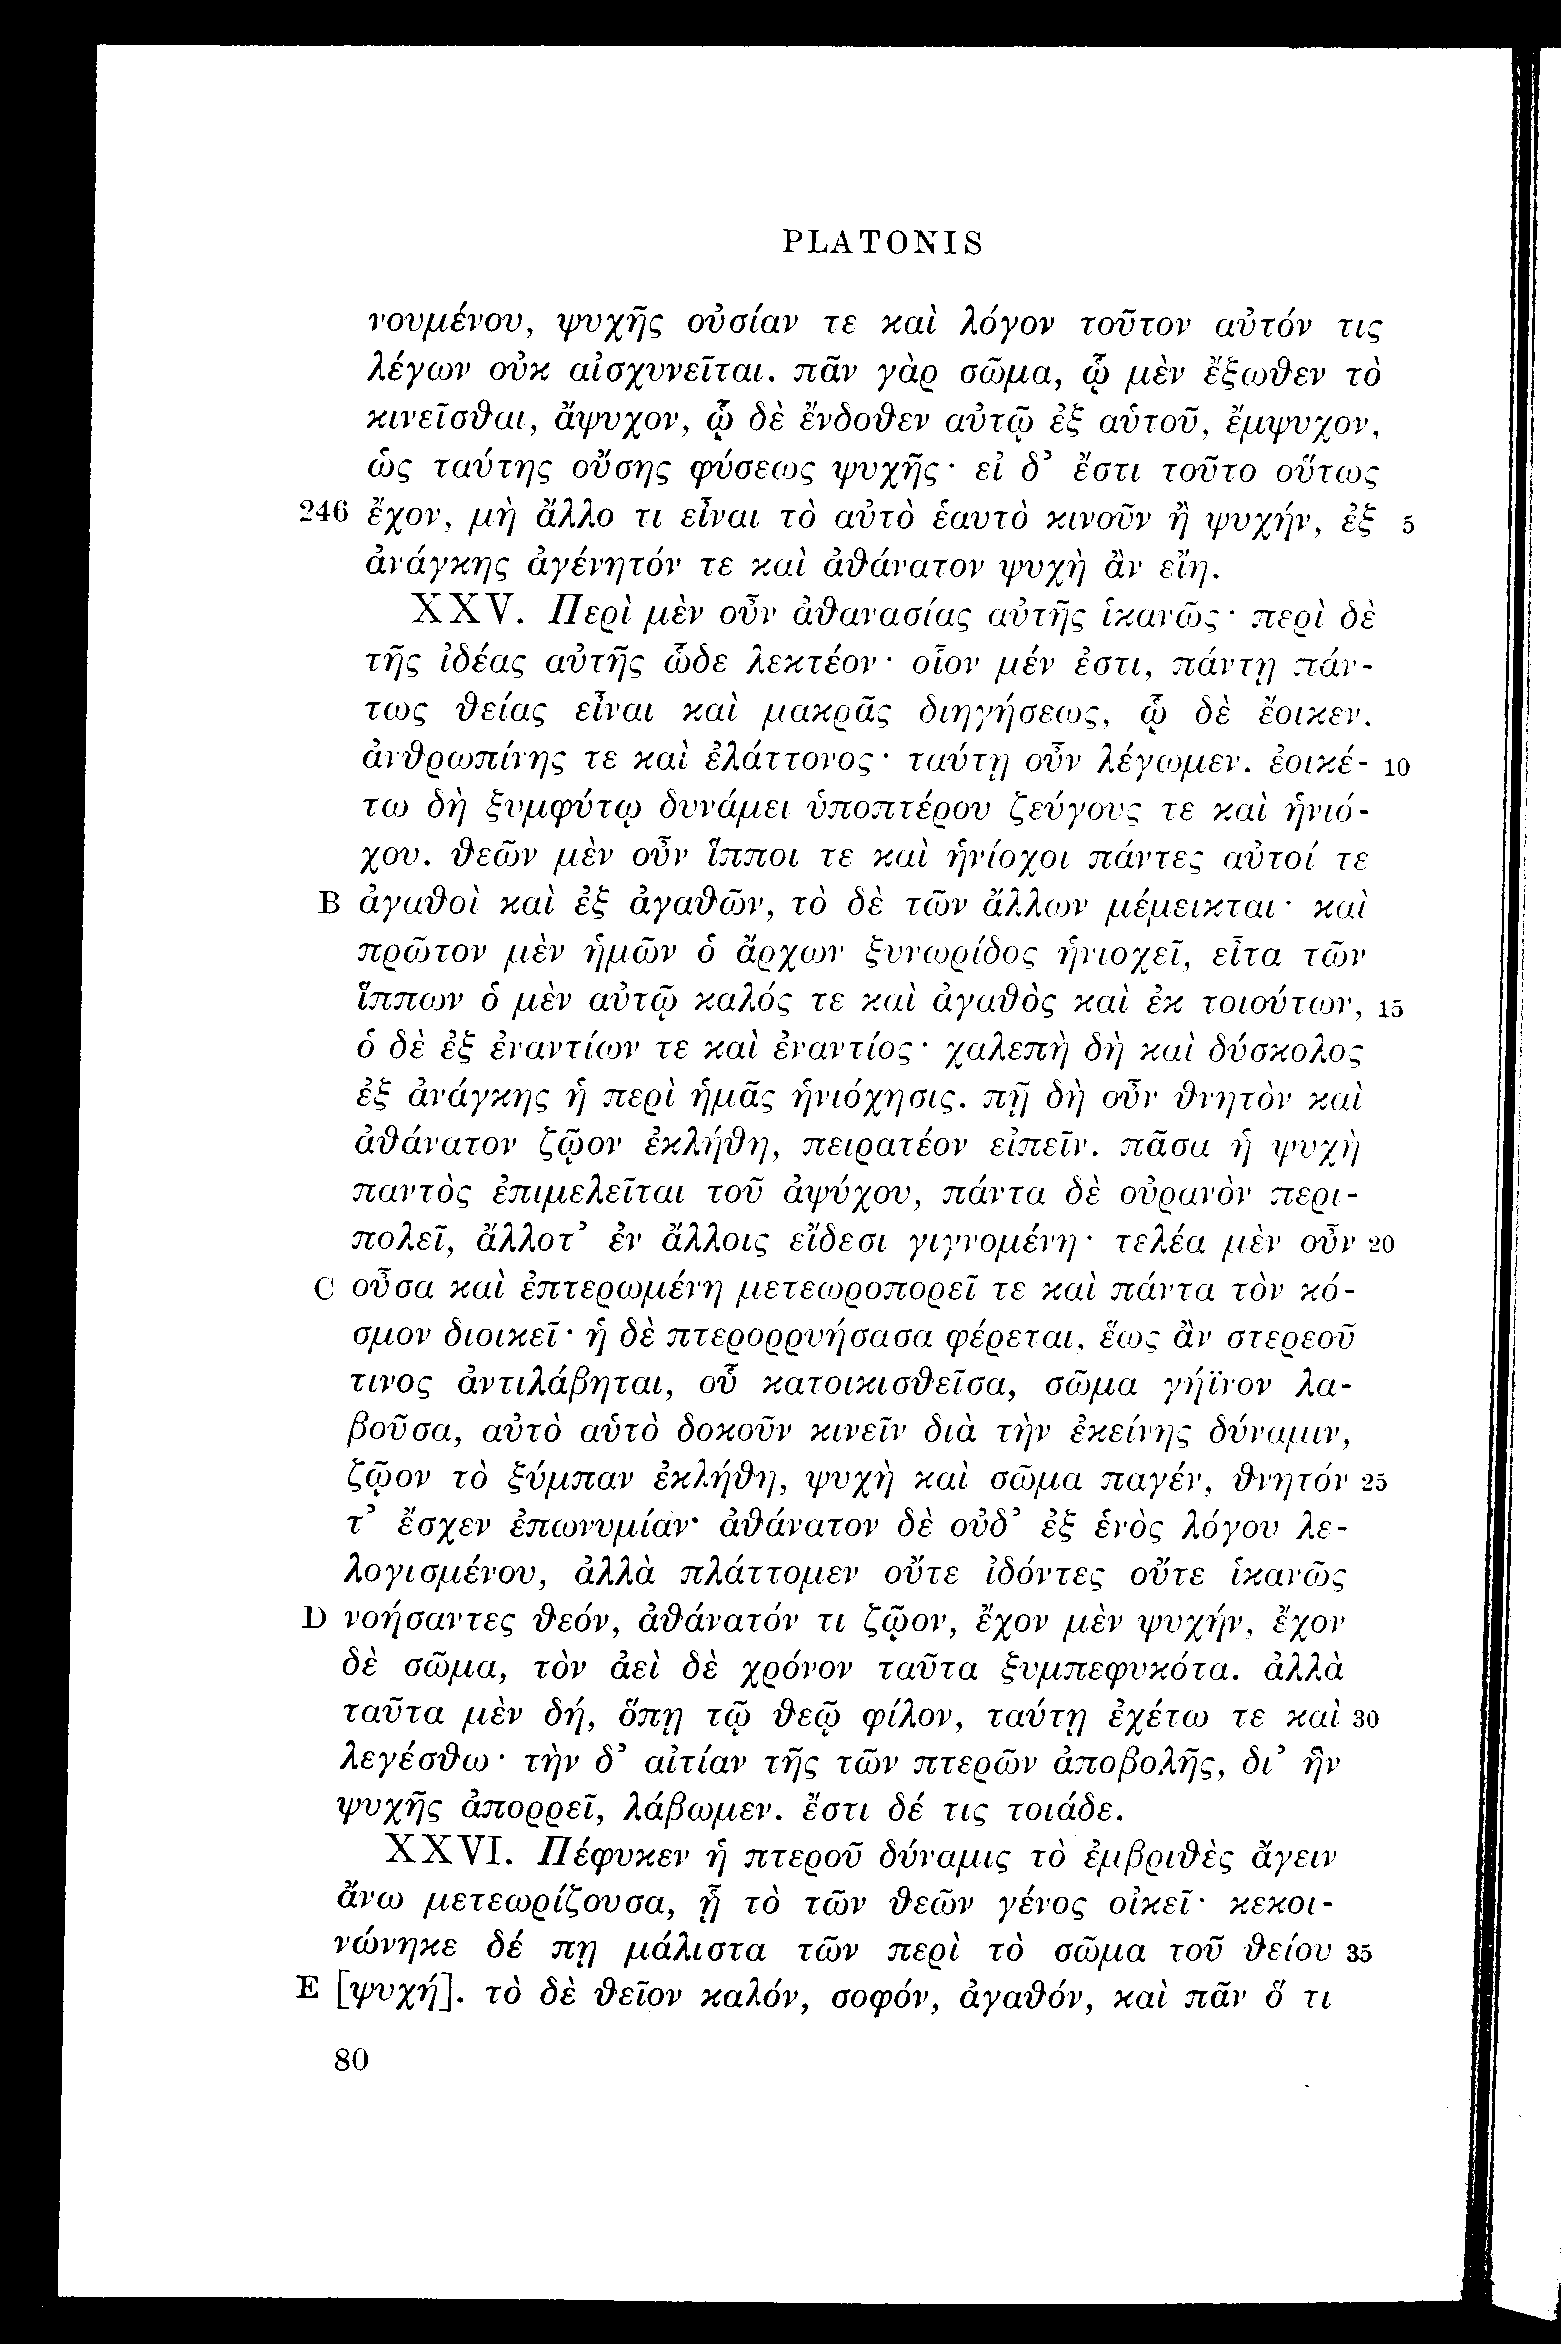 PLATONIS
νουμένου, ψυχῆς οὐσίαν τε καὶ λόγον τοῦτον αὐτόν τις
λέγων οὐκ αἰσχυνεῖται. πᾶν γὰρ σῶμα, ᾧ μὲν ἔξωθεν τὸ
κινεῖσθαι, ἄψυχον, ᾧ δὲ ἔνδοθεν αὐτῷ ἐξ αὑτοῦ, ἔμψυχον,
ὡς ταύτης οὔσης φύσεως ψυχῆς· εἰ δ’ ἔστι τοῦτο οὕτως
246 ἔχον, μὴ ἄλλο τι εἶναι τὸ αὐτὸ ἑαυτὸ κινοῦν ἢ ψυχήν, ἐξ 5
ἀνάγκης ἀγένητόν τε καὶ ἀθάνατον ψυχὴ ἂν εἴη.
XXV. Περὶ μὲν οὖν ἀθανασίας αὐτῆς ἱκανῶς· περὶ δὲ
τῆς ἰδέας αὐτῆς ὧδε λεκτέον· οἷον μέν ἐστι, πάντῃ πάν-
τως θείας εἶναι καὶ μακρᾶς διηγήσεως, ᾧ δὲ ἔοικεν.
ἀνθρωπίνης τε καὶ ἐλάττονος· ταύτῃ οὖν λέγωμεν. ἐοικέ- 10
τω δὴ ξυμφύτῳ δυνάμει ὑποπτέρου ζεύγους τε καὶ ἡνιό-
χου. θεῶν μὲν οὖν ἵπποι τε καὶ ἡνίοχοι πάντες αὐτοί τε
B ἀγαθοὶ καὶ ἐξ ἀγαθῶν, τὸ δὲ τῶν ἄλλων μέμεικται· καὶ
πρῶτον μὲν ἡμῶν ὁ ἄρχων ξυνωρίδος ἡνιοχεῖ, εἶτα τῶν
ἵππων ὁ μὲν αὐτῷ καλός τε καὶ ἀγαθὸς καὶ ἐκ τοιούτων, 15
ὁ δὲ ἐξ ἐναντίων τε καὶ ἐναντίος· χαλεπὴ δὴ καὶ δύσκολος
ἐξ ἀνάγκης ἡ περὶ ἡμᾶς ἡνιόχησις. πῇ δὴ οὖν θνητὸν καὶ
ἀθάνατον ζῷον ἐκλήθη, πειρατέον εἰπεῖν. πᾶσα ἡ ψυχὴ
παντὸς ἐπιμελεῖται τοῦ ἀψύχου, πάντα δὲ οὐρανὸν περι-
πολεῖ, ἄλλοτ’ ἐν ἄλλοις εἴδεσι γιγνομένη· τελέα μὲν οὖν 20
C οὖσα καὶ ἐπτερωμένη μετεωροπορεῖ τε καὶ πάντα τὸν κό-
σμον διοικεῖ· ἡ δὲ πτερορρυήσασα φέρεται, ἕως ἂν στερεοῦ
τινος ἀντιλάβηται, οὗ κατοικισθεῖσα, σῶμα γήϊνον λα-
βοῦσα, αὐτὸ αὑτὸ δοκοῦν κινεῖν διὰ τὴν ἐκείνης δύναμιν,
ζῷον τὸ ξύμπαν ἐκλήθη, ψυχὴ καὶ σῶμα παγέν, θνητόν 25
τ’ ἔσχεν ἐπωνυμίαν· ἀθάνατον δὲ οὐδ’ ἐξ ἑνὸς λόγου λε-
λογισμένου, ἀλλὰ πλάττομεν οὔτε ἰδόντες οὔτε ἱκανῶς
D νοήσαντες θεόν, ἀθάνατόν τι ζῷον, ἔχον μὲν ψυχήν, ἔχον
δὲ σῶμα, τὸν ἀεὶ δὲ χρόνον ταῦτα ξυμπεφυκότα. ἀλλὰ
ταῦτα μὲν δή, ὅπῃ τῷ θεῷ φίλον, ταύτῃ ἐχέτω τε καὶ 30
λεγέσθω· τὴν δ’ αἰτίαν τῆς τῶν πτερῶν ἀποβολῆς, δι’ ἣν
ψυχῆς ἀπορρεῖ, λάβωμεν. ἔστι δέ τις τοιάδε.
XXVI. Πέφυκεν ἡ πτεροῦ δύναμις τὸ ἐμβριθὲς ἄγειν
ἄνω μετεωρίζουσα, ᾗ τὸ τῶν θεῶν γένος οἰκεῖ· κεκοι-
νώνηκε δέ πῃ μάλιστα τῶν περὶ τὸ σῶμα τοῦ θείου 35
E [ψυχή]. τὸ δὲ θεῖον καλόν, σοφόν, ἀγαθόν, καὶ πᾶν ὅ τι
80